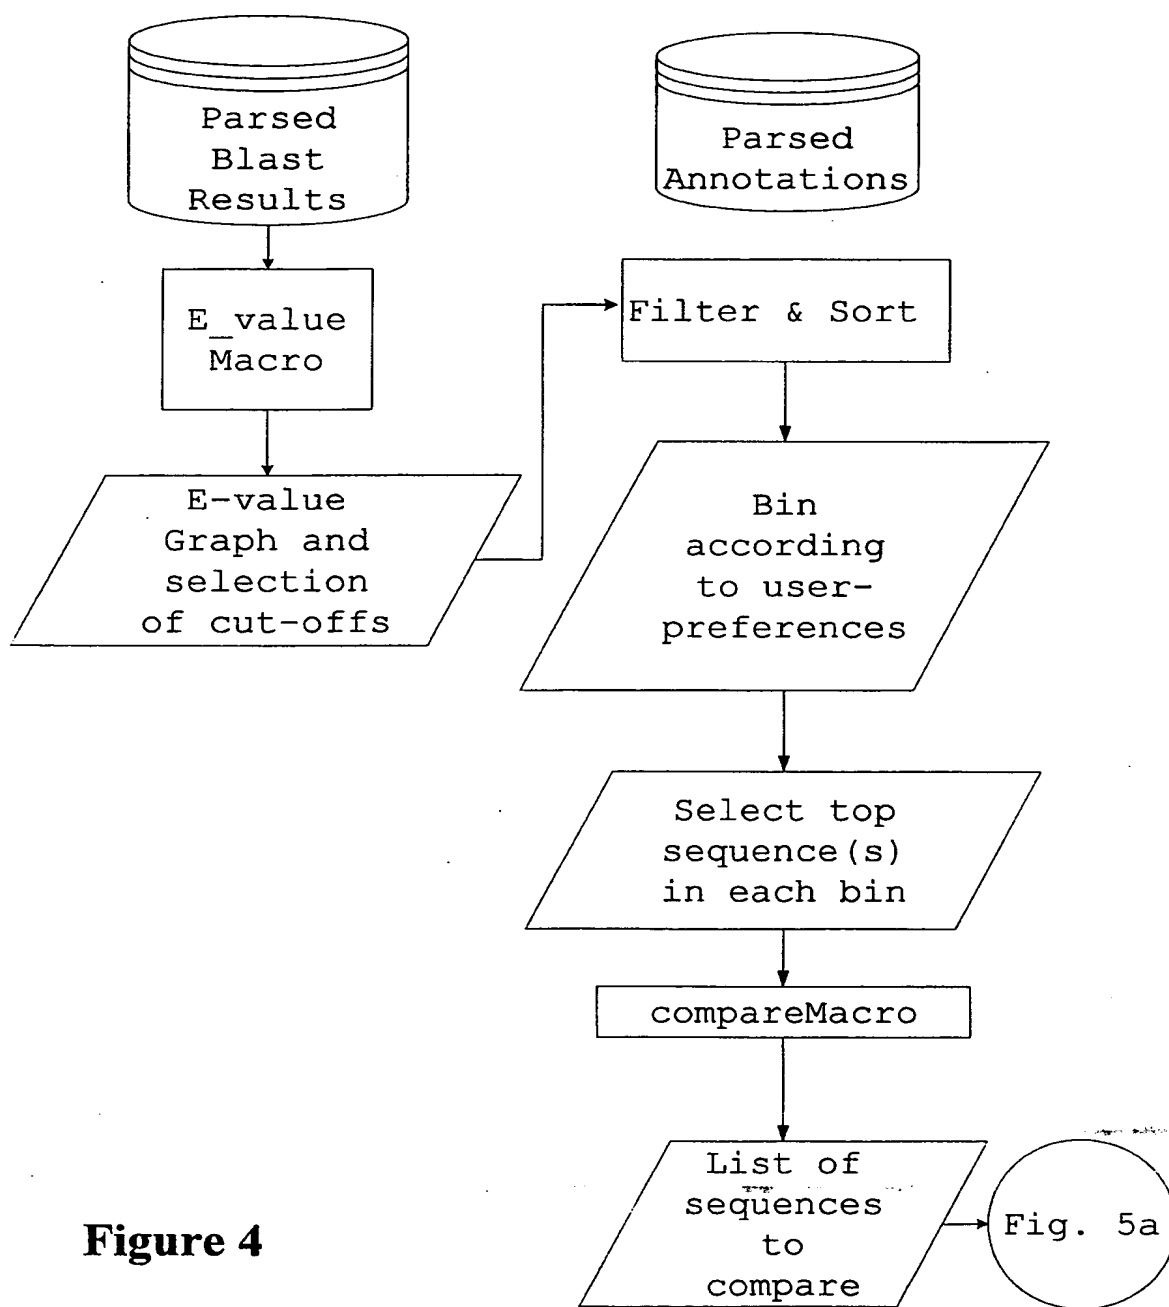 Parsed
Blast
Results
Parsed
Annotations
E_value
Macro
Filter & Sort
E-value
Graph and
selection
of cut-offs
Bin
according
to user-
preferences
Select top
sequence(s)
in each bin
compareMacro
List of
sequences
to
compare
Fig. 5a
Figure 4